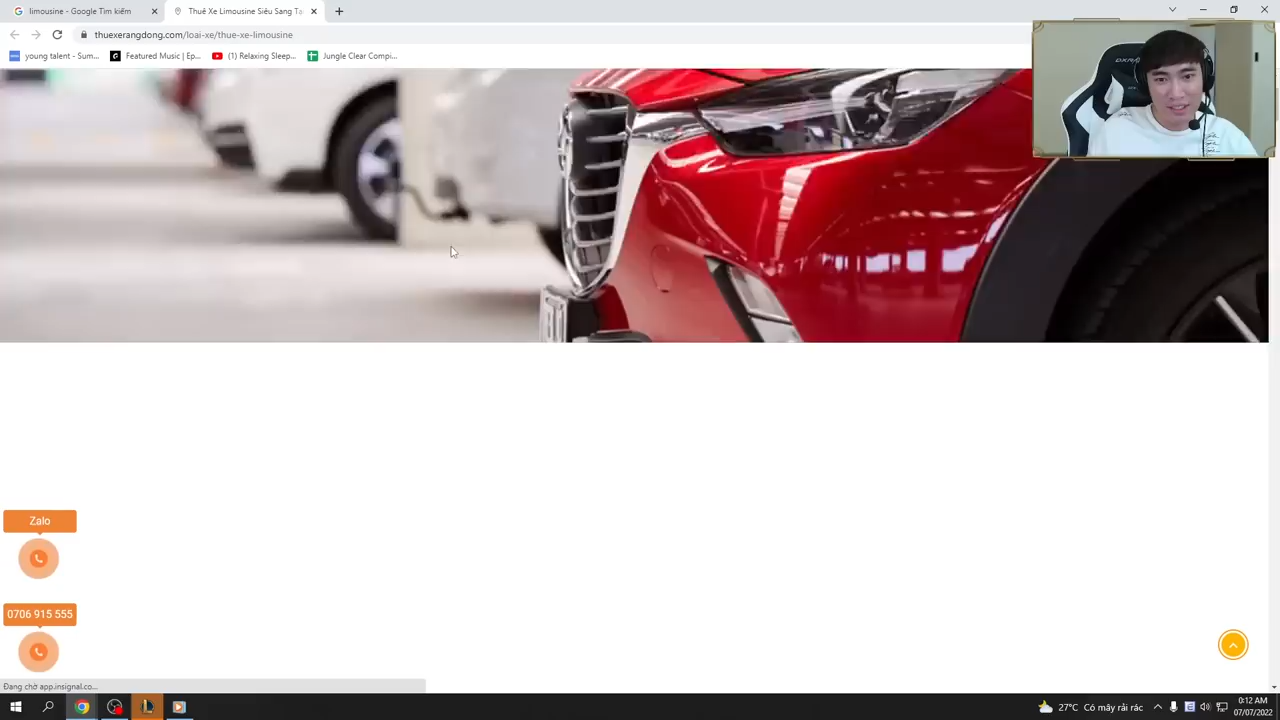 limousine - Google Tìm kiếm
Thuê Xe Limousine Siêu Sang Tạ
thuexerangdong.com/loai-xe/thue-xe-limousine
young talent - Sum...
Featured Music | Ep...
(1) Relaxing Sleep...
Jungle Clear Compi...
Zalo
0706 915 555
Đang chờ app.insignal.co...
27°C Có mây rải rác
0:12 AM
07/07/2022